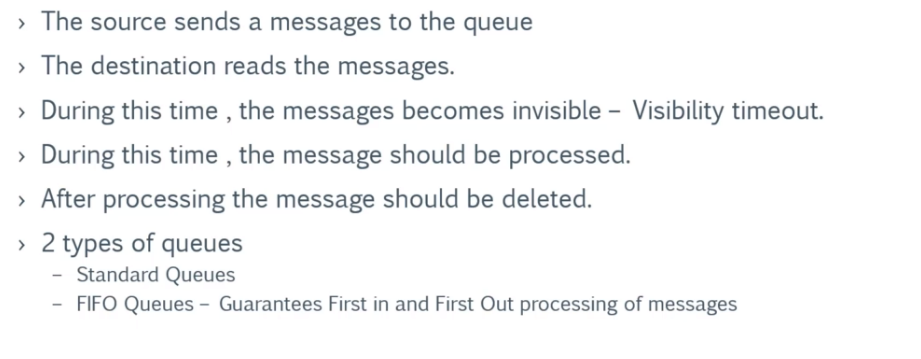 › The source sends a messages to the queue
› The destination reads the messages.
› During this time , the messages becomes invisible – Visibility timeout.
› During this time , the message should be processed.
› After processing the message should be deleted.
› 2 types of queues
– Standard Queues
– FIFO Queues – Guarantees First in and First Out processing of messages